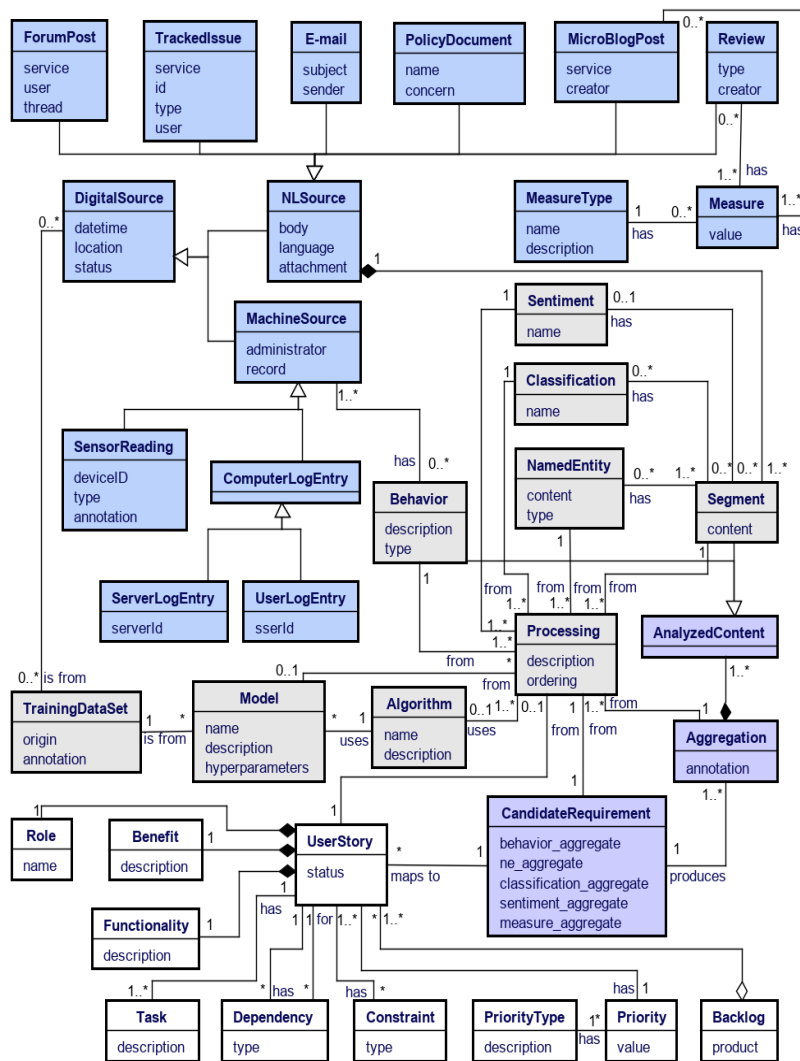 ForumPost
service
user
thread
TrackedIssue
service
id
type
user
E-mail
subject
sender
PolicyDocument
name
concern
MicroBlogPost
service
creator
0..*
Review
type
creator
0..*
1..*
has
DigitalSource
datetime
location
status
0..*
NLSource
body
language
attachment
1
MeasureType
name
description
1
has
0..*
Measure
value
1..*
has
MachineSource
administrator
record
1..*
1
Sentiment
name
0..1
has
1
Classification
name
0..*
has
SensorReading
deviceID
type
annotation
ComputerLogEntry
has
0..*
NamedEntity
content
type
0..*
has
1..*
0..*
0..*
1..*
Segment
content
Behavior
description
type
1
1
1
ServerLogEntry
serverId
UserLogEntry
sserId
from
from
from
from
1..*
1..*
1..*
1..*
1..*
1..*
from
*
Processing
description
ordering
AnalyzedContent
1..*
0..*
is from
0..1
from
TrainingDataSet
origin
annotation
1
is from
*
Model
name
description
hyperparameters
*
uses
1
Algorithm
name
description
0..1
uses
1..*
0..1
from
1
1..*
from
from
1
Aggregation
annotation
1..*
1
1
Role
name
1
Benefit
description
1
UserStory
status
*
maps to
1
CandidateRequirement
behavior_aggregate
ne_aggregate
classification_aggregate
sentiment_aggregate
measure_aggregate
1
produces
Functionality
description
1
has
1
1
1
for
1..*
*
1..*
1..*
*
has
*
has
*
has
1
Task
description
Dependency
type
Constraint
type
PriorityType
description
1
*
has
Priority
value
Backlog
product